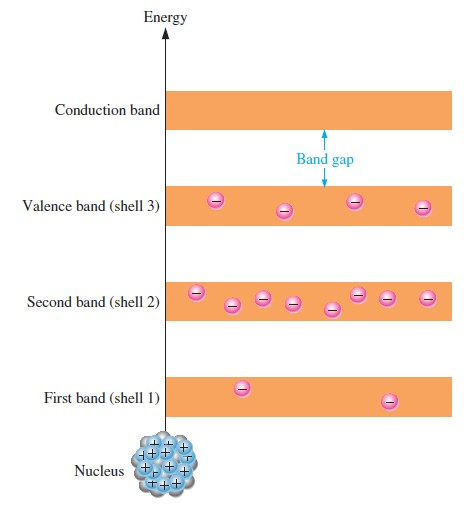 Energy
Conduction band
Band gap
Valence band (shell 3)
Second band (shell 2)
First band (shell 1)
Nucleus